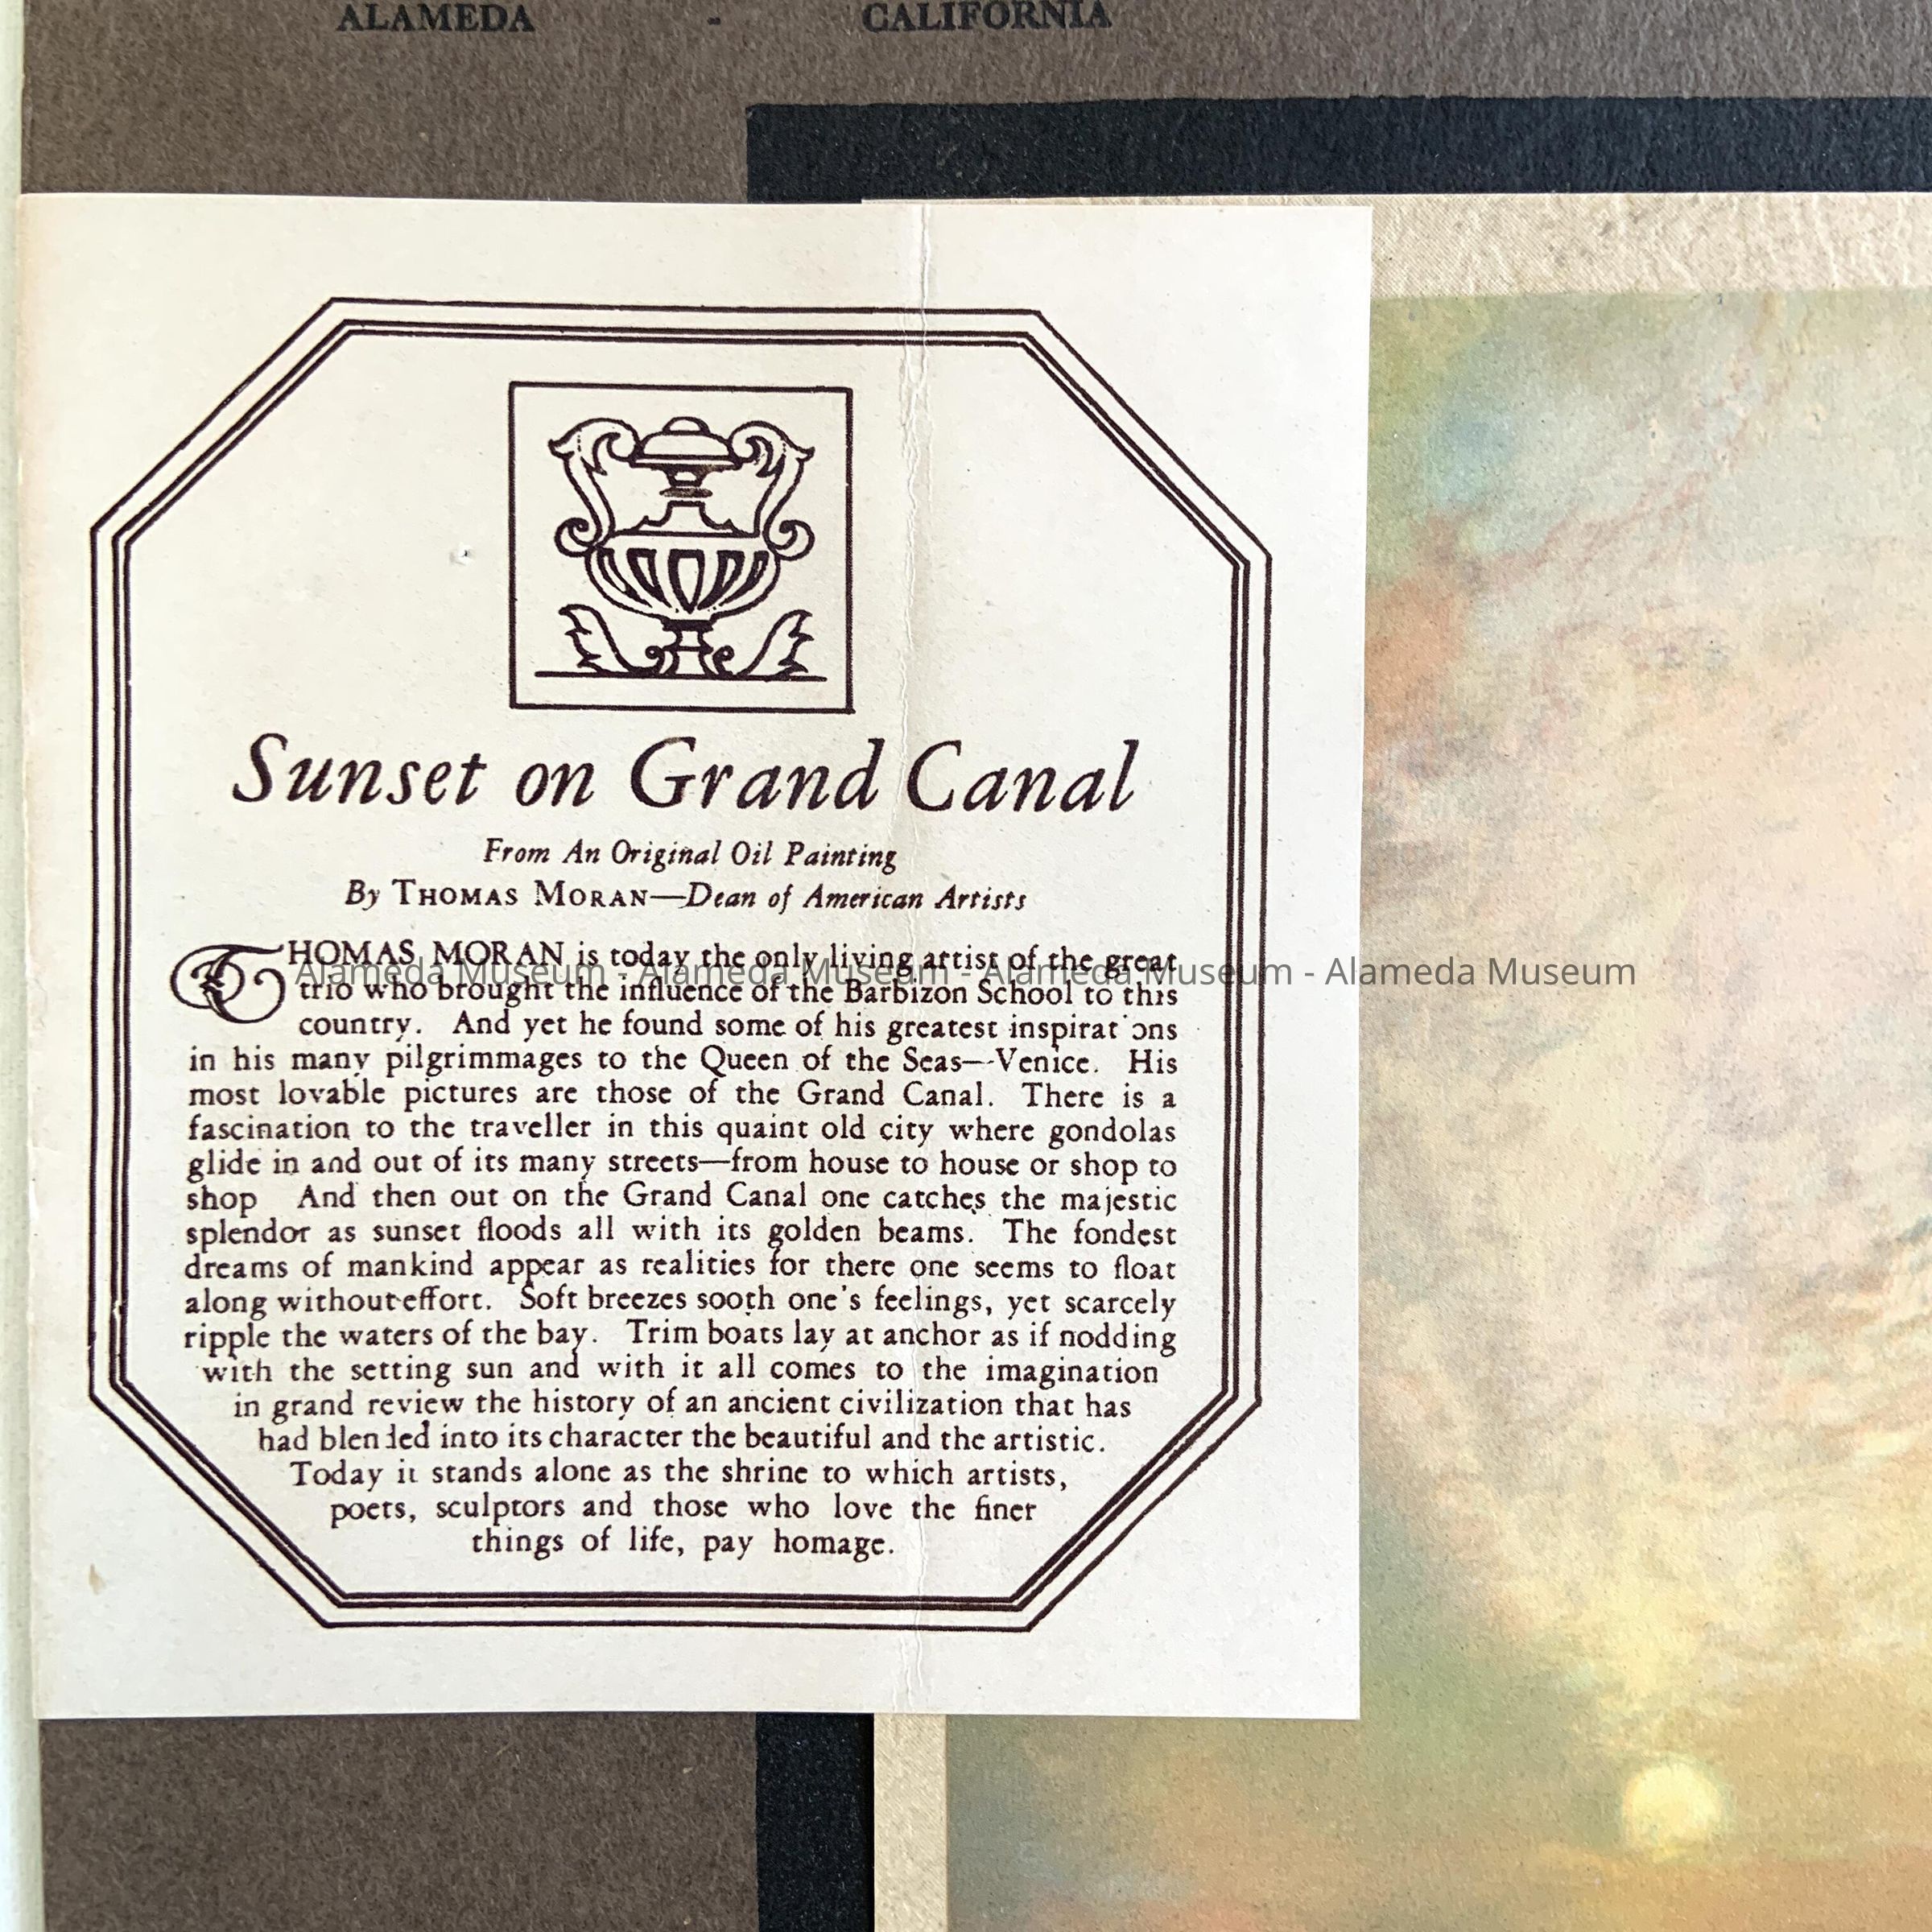 ALAMEDA - CALIFORNIA
Sunset on Grand Canal
From An Original Oil Painting
By THOMAS MORAN—Dean of American Artists
THOMAS MORAN is today the only living artist of the great
Alameda Museum - Alameda Museum - Alameda Museum - Alameda Museum
trio who brought the influence of the Barbizon School to this
country. And yet he found some of his greatest inspirat ons
in his many pilgrimmages to the Queen of the Seas—-Venice. His
most lovable pictures are those of the Grand Canal. There is a
fascination to the traveller in this quaint old city where gondolas
glide in and out of its many streets—from house to house or shop to
shop And then out on the Grand Canal one catches the majestic
splendor as sunset floods all with its golden beams. The fondest
dreams of mankind appear as realities for there one seems to float
along without effort. Soft breezes sooth one's feelings, yet scarcely
ripple the waters of the bay. Trim boats lay at anchor as if nodding
with the setting sun and with it all comes to the imagination
in grand review the history of an ancient civilization that has
had blended into its character the beautiful and the artistic.
Today it stands alone as the shrine to which artists,
poets, sculptors and those who love the finer
things of life, pay homage.